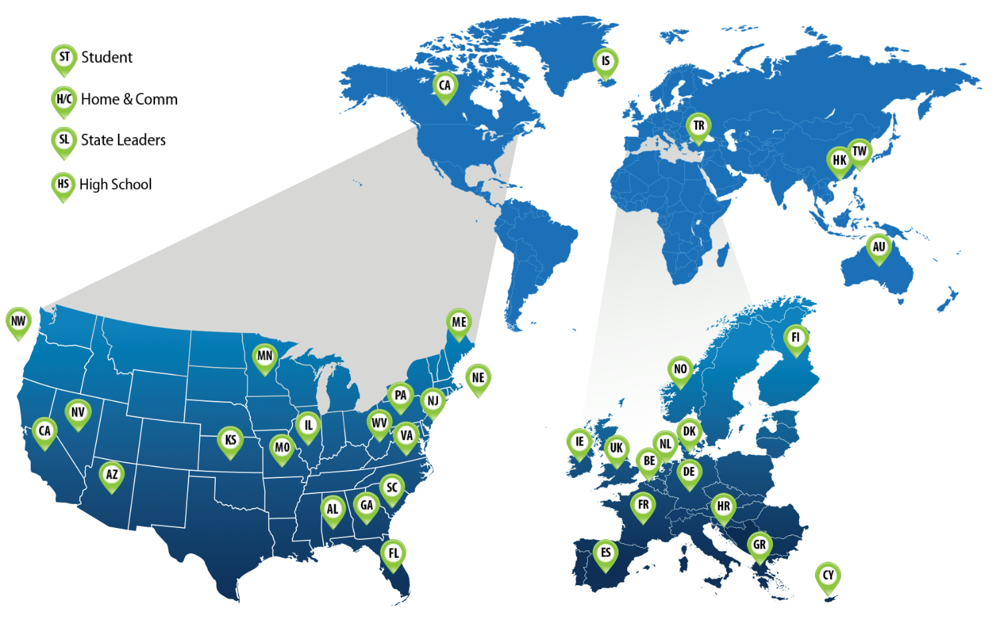 ST Student
H/C Home & Comm
SL State Leaders
HS High School
IS
CA
TR
TW
HK
AU
NW
ME
MN
NE
PA
NJ
NV
IL
WV
CA
KS
VA
MO
AZ
SC
AL
GA
FL
FI
NO
DK
IE
NL
UK
BE
DE
FR
HR
GR
ES
CY